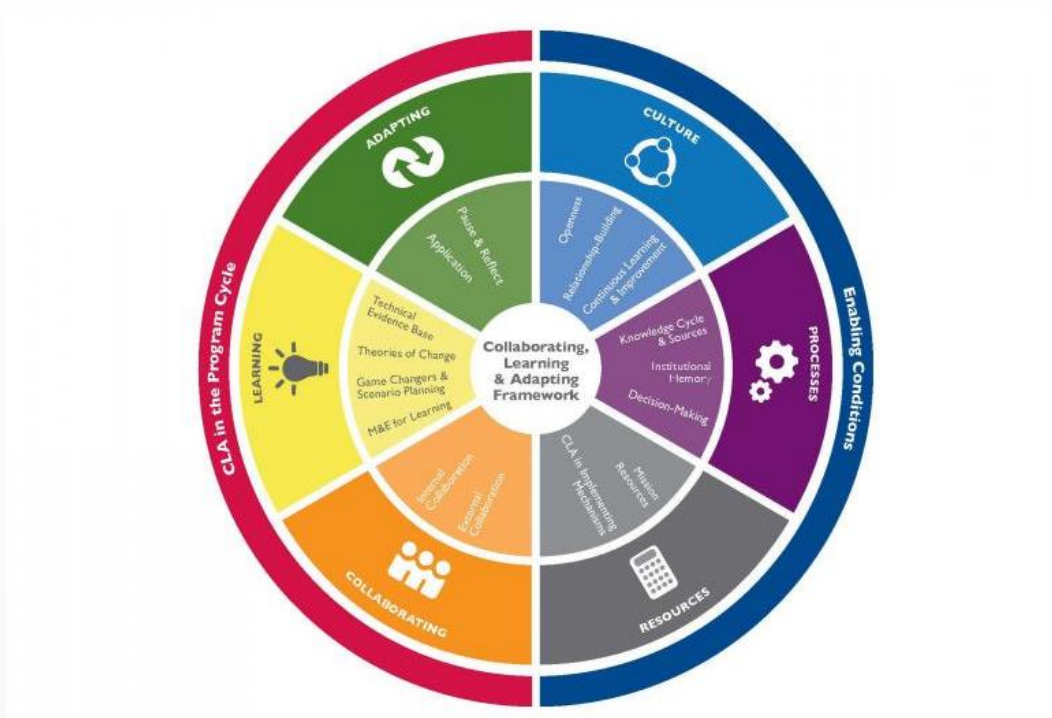 CLA in the Program Cycle
Enabling Conditions
ADAPTING
Pause & Reflect
Application
CULTURE
Openness
Relationship-Building
Continuous Learning
& Improvement
LEARNING
Technical
Evidence Base
Theories of Change
Game Changers &
Scenario Planning
M&E for Learning
Collaborating,
Learning
& Adapting
Framework
PROCESSES
Knowledge Cycle
& Sources
Institutional
Memory
Decision-Making
COLLABORATING
Internal
Collaboration
External
Collaboration
RESOURCES
CLA in Implementing
Mechanisms
Mission
Resources